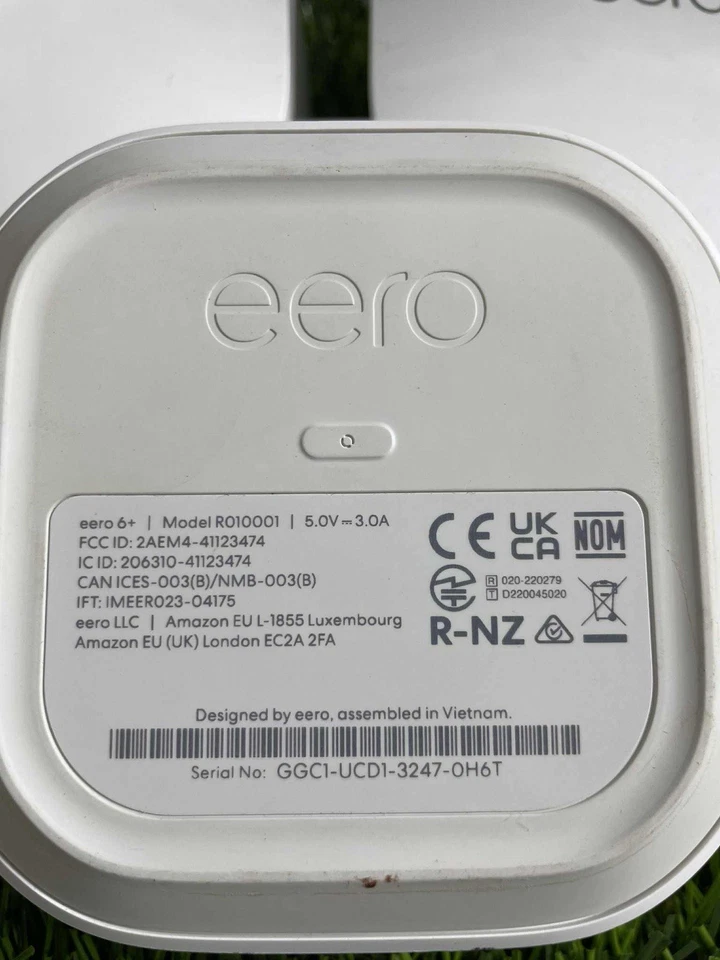 eero
eero 6+ | Model R010001 | 5.0V ⎓ 3.0A
FCC ID: 2AEM4-41123474
IC ID: 206310-41123474
CAN ICES-003(B)/NMB-003(B)
IFT: IMEER023-04175
eero LLC | Amazon EU L-1855 Luxembourg
Amazon EU (UK) London EC2A 2FA
CE UK CA NOM
R 020-220279
T D220045020
R-NZ
Designed by eero, assembled in Vietnam.
Serial No: GGC1-UCD1-3247-0H6T